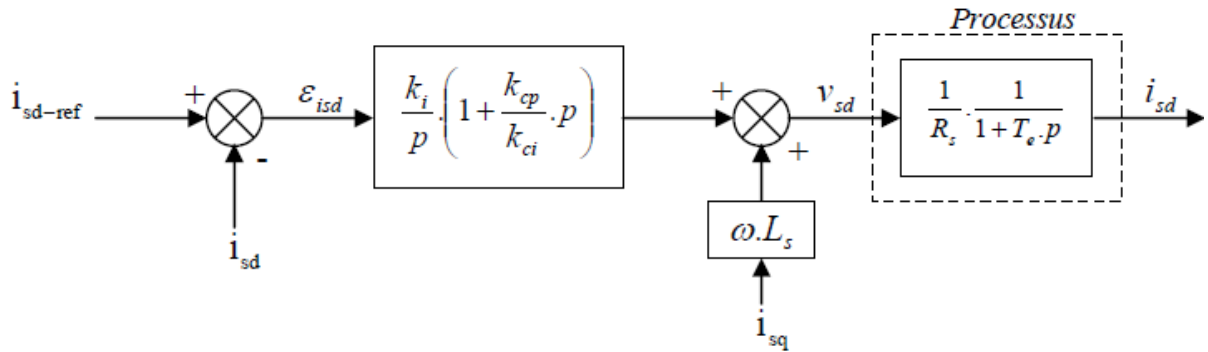 Processus
i_sd-ref
+
-
ε_isd
i_sd
k_i/p.(1+k_cp/k_ci.p)
+
+
v_sd
1/R_s.1/(1+T_e.p)
i_sd
ω.L_s
i_sq